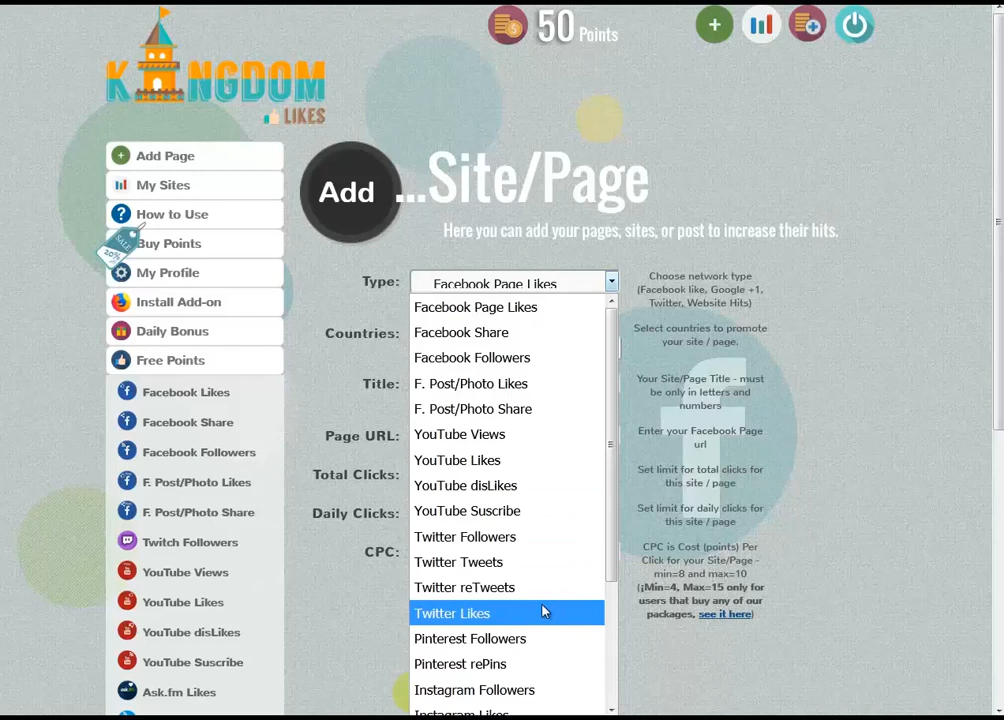 50 Points
KINGDOM
LIKES
Add Page
My Sites
How to Use
SALE
20%
Buy Points
My Profile
Install Add-on
Daily Bonus
Free Points
Facebook Likes
Facebook Share
Facebook Followers
F. Post/Photo Likes
F. Post/Photo Share
Twitch Followers
YouTube Views
YouTube Likes
YouTube disLikes
YouTube Suscribe
Ask.fm Likes
Add ...Site/Page
Here you can add your pages, sites, or post to increase their hits.
Type:
Facebook Page Likes
Countries:
Title:
Page URL:
Total Clicks:
Daily Clicks:
CPC:
Facebook Page Likes
Facebook Share
Facebook Followers
F. Post/Photo Likes
F. Post/Photo Share
YouTube Views
YouTube Likes
YouTube disLikes
YouTube Suscribe
Twitter Followers
Twitter Tweets
Twitter reTweets
Twitter Likes
Pinterest Followers
Pinterest rePins
Instagram Followers
Instagram Likes
Choose network type
(Facebook like, Google +1,
Twitter, Website Hits)
Select countries to promote
your site / page.
Your Site/Page Title - must
be only in letters and
numbers
Enter your Facebook Page
url
Set limit for total clicks for
this site / page
Set limit for daily clicks for
this site / page
CPC is Cost (points) Per
Click for your Site/Page -
min=8 and max=10
(¡Min=4, Max=15 only for
users that buy any of our
packages, see it here)